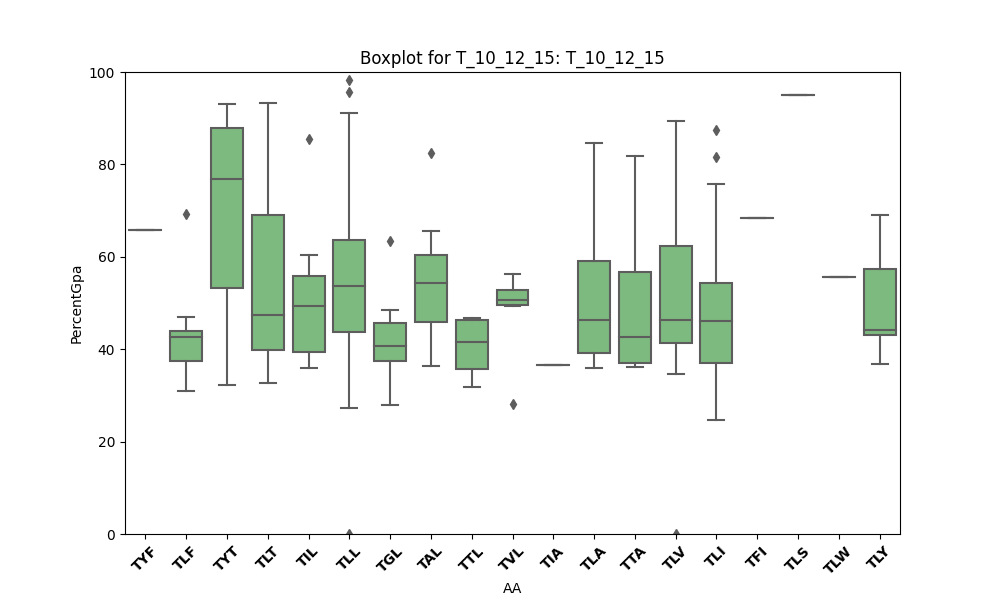 Boxplot for T_10_12_15: T_10_12_15
PercentGpa
100
80
60
40
20
0
TYF TLF TYT TLT TIL TLL TGL TAL TTL TVL TIA TLA TTA TLV TLI TFI TLS TLW TLY
AA